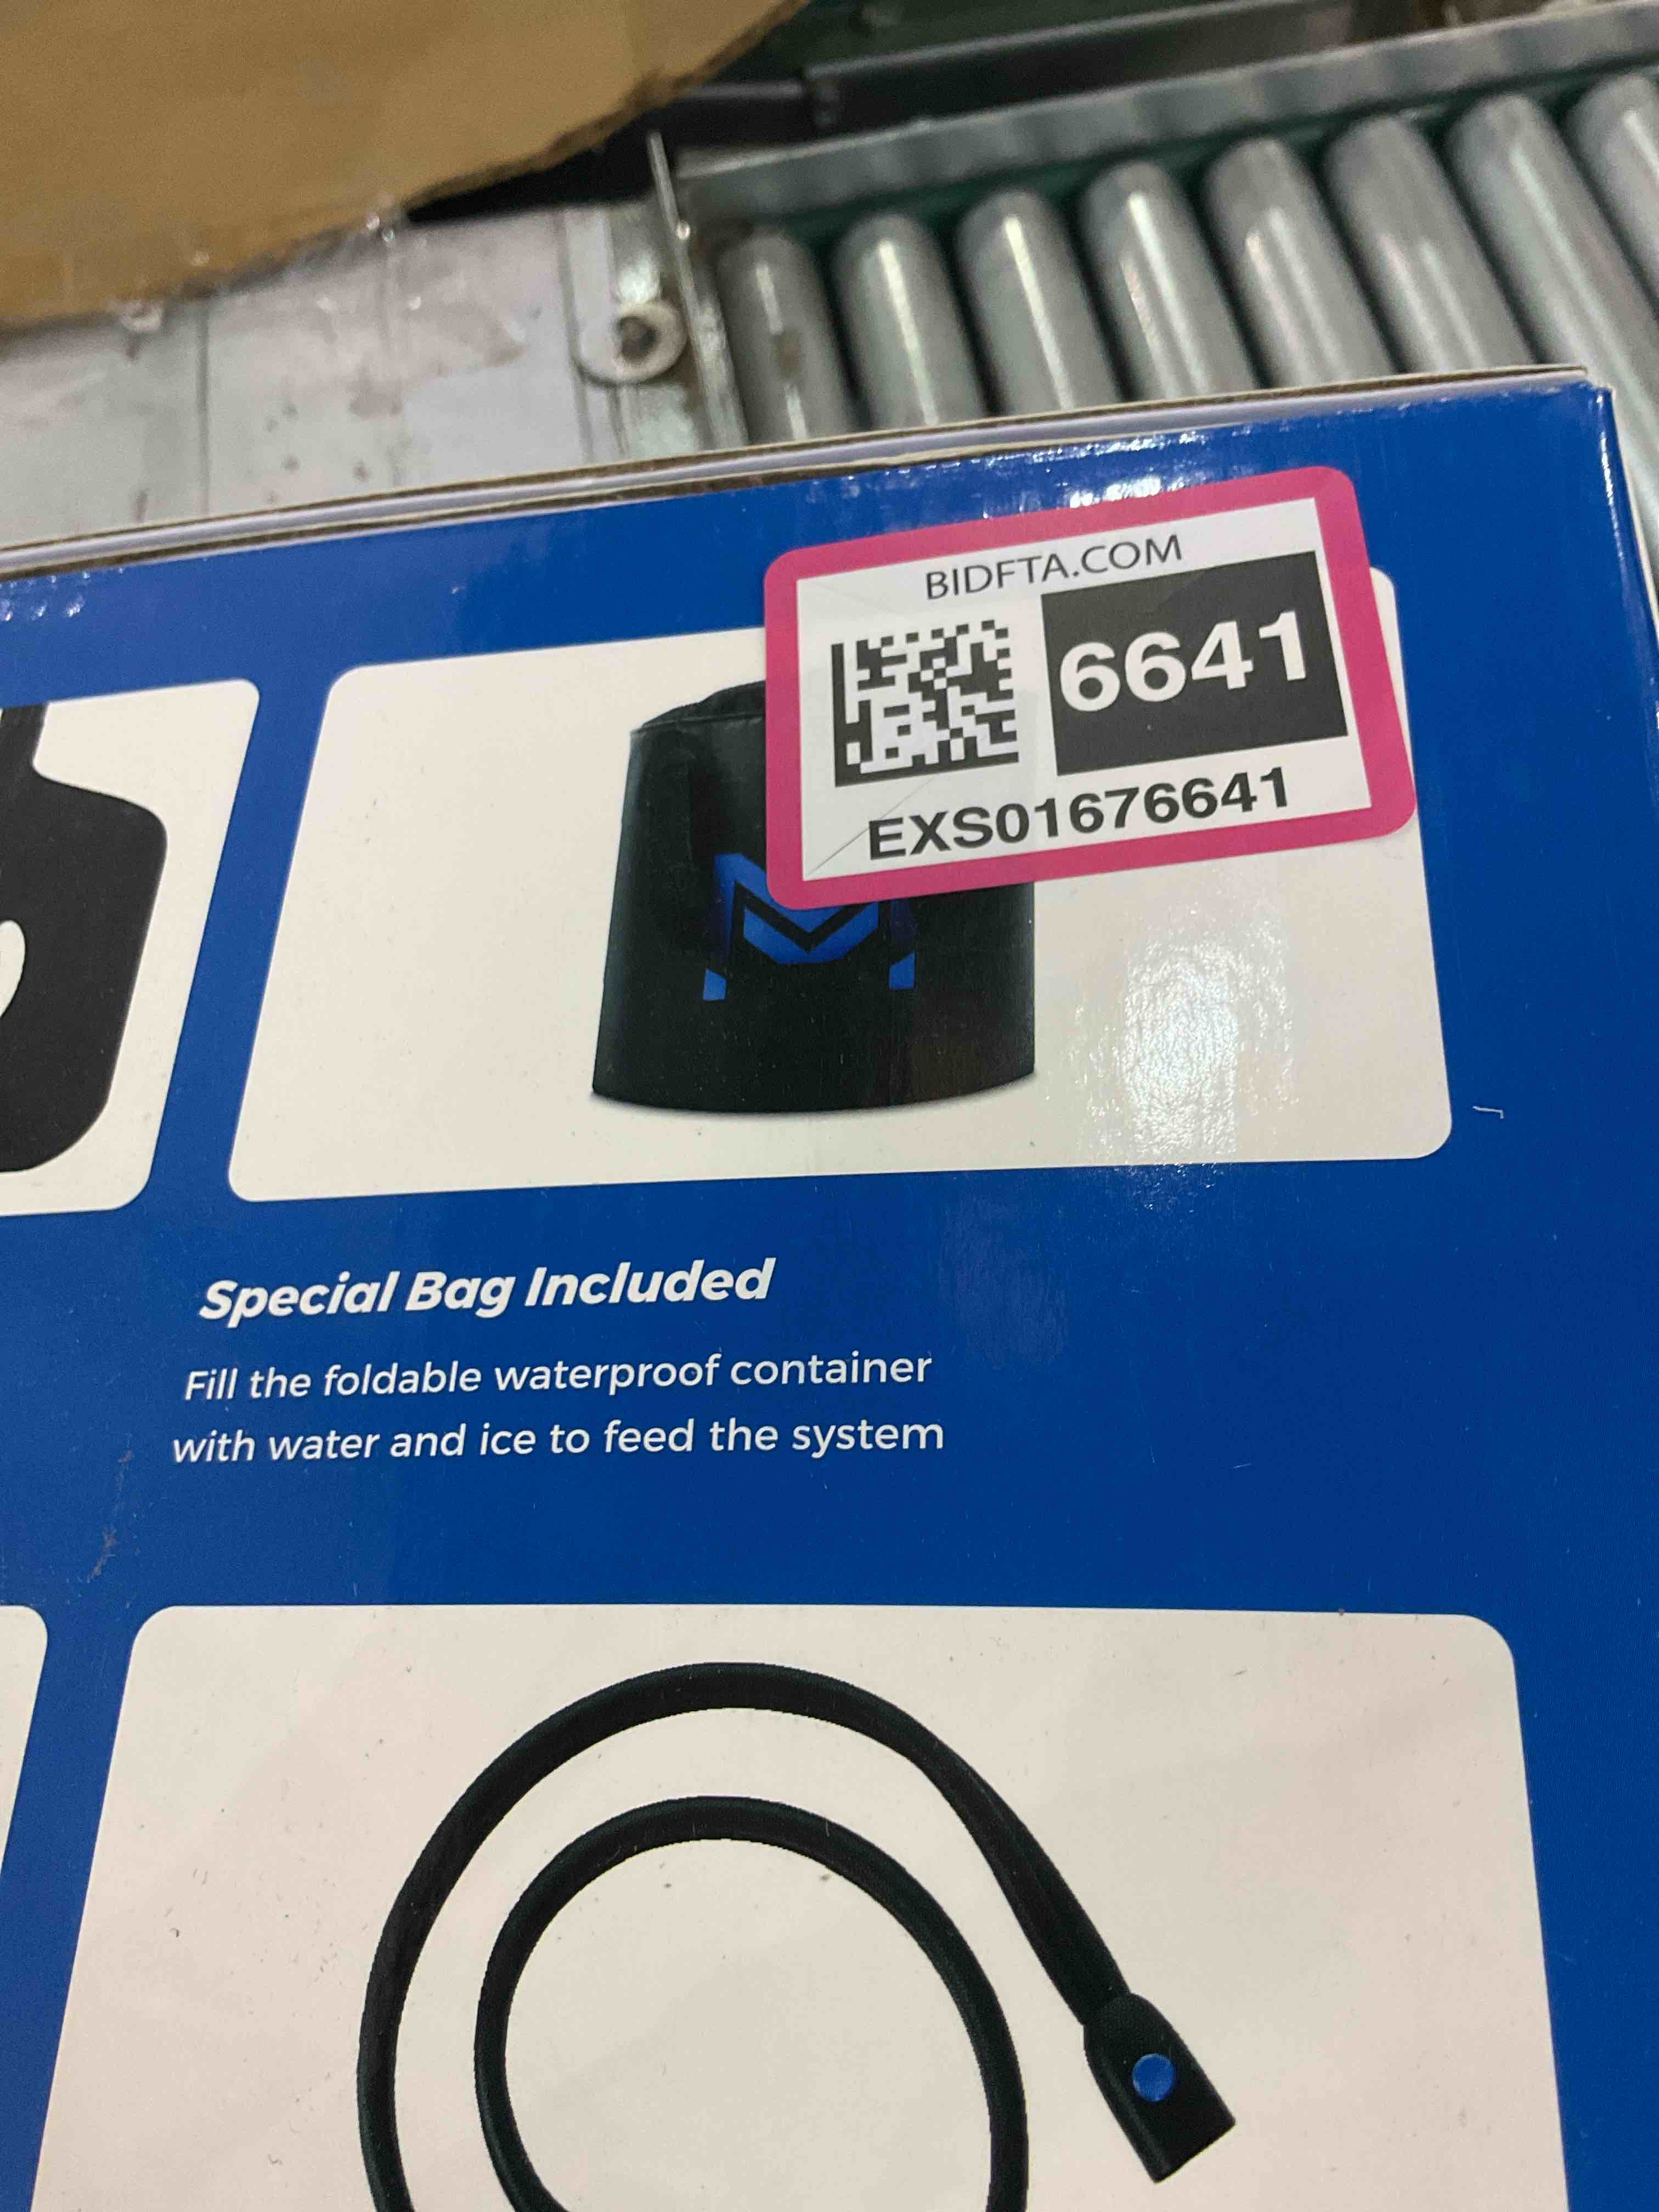 BIDFTA.COM
6641
EXS01676641
Special Bag Included
Fill the foldable waterproof container
with water and ice to feed the system